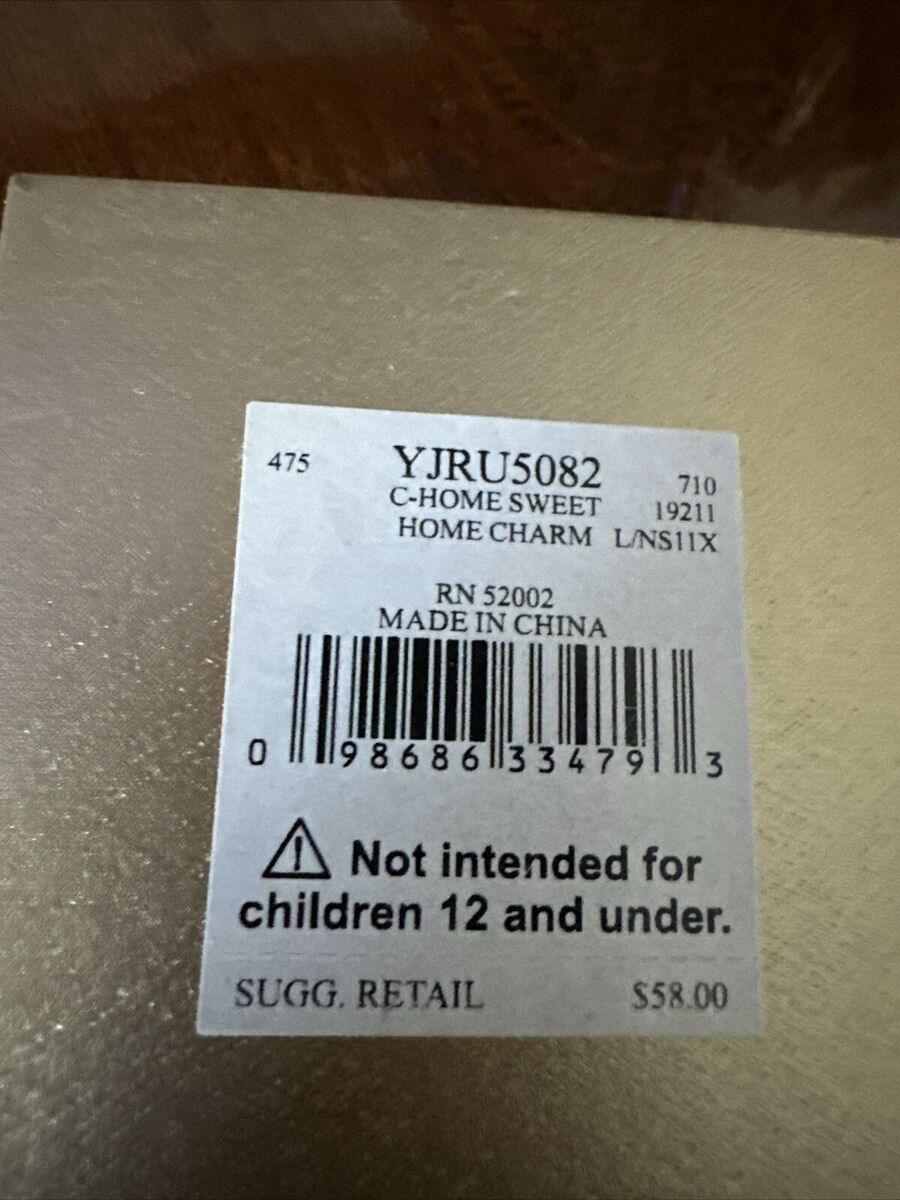 475 YJRU5082 710
C-HOME SWEET 19211
HOME CHARM L/NS11X
RN 52002
MADE IN CHINA
0 98686 33479 3
Not intended for
children 12 and under.
SUGG. RETAIL $58.00